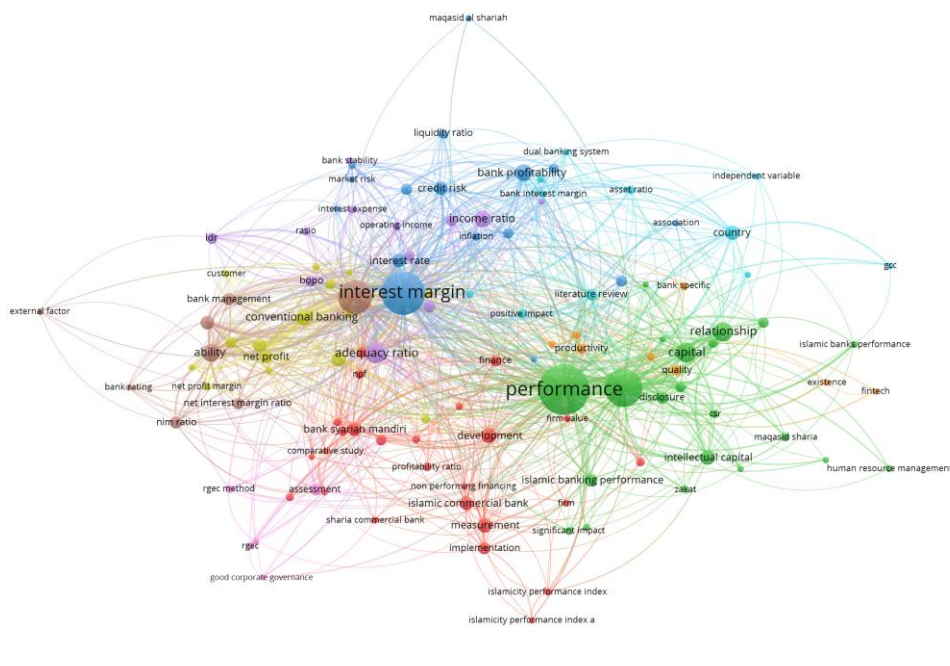 maqasid al shariah
liquidity ratio
dual banking system
bank stability
bank profitability
independent variable
market risk
credit risk
asset ratio
bank interest margin
interest expense
income ratio
association
rasio
operating income
country
ldr
inflation
interest rate
gcc
customer
bopo
bank specific
interest margin
literature review
bank management
external factor
conventional banking
positive impact
relationship
islamic banks performance
productivity
ability
adequacy ratio
capital
net profit
finance
quality
npf
existence
bank rating
net profit margin
performance
fintech
disclosure
net interest margin ratio
csr
firm value
nim ratio
bank syariah mandiri
development
maqasid sharia
comparative study
intellectual capital
profitability ratio
human resource management
islamic banking performance
rgec method
assessment
non performing financing
zakat
islamic commercial bank
firm
sharia commercial bank
measurement
significant impact
rgec
implementation
good corporate governance
islamicity performance index
islamicity performance index a